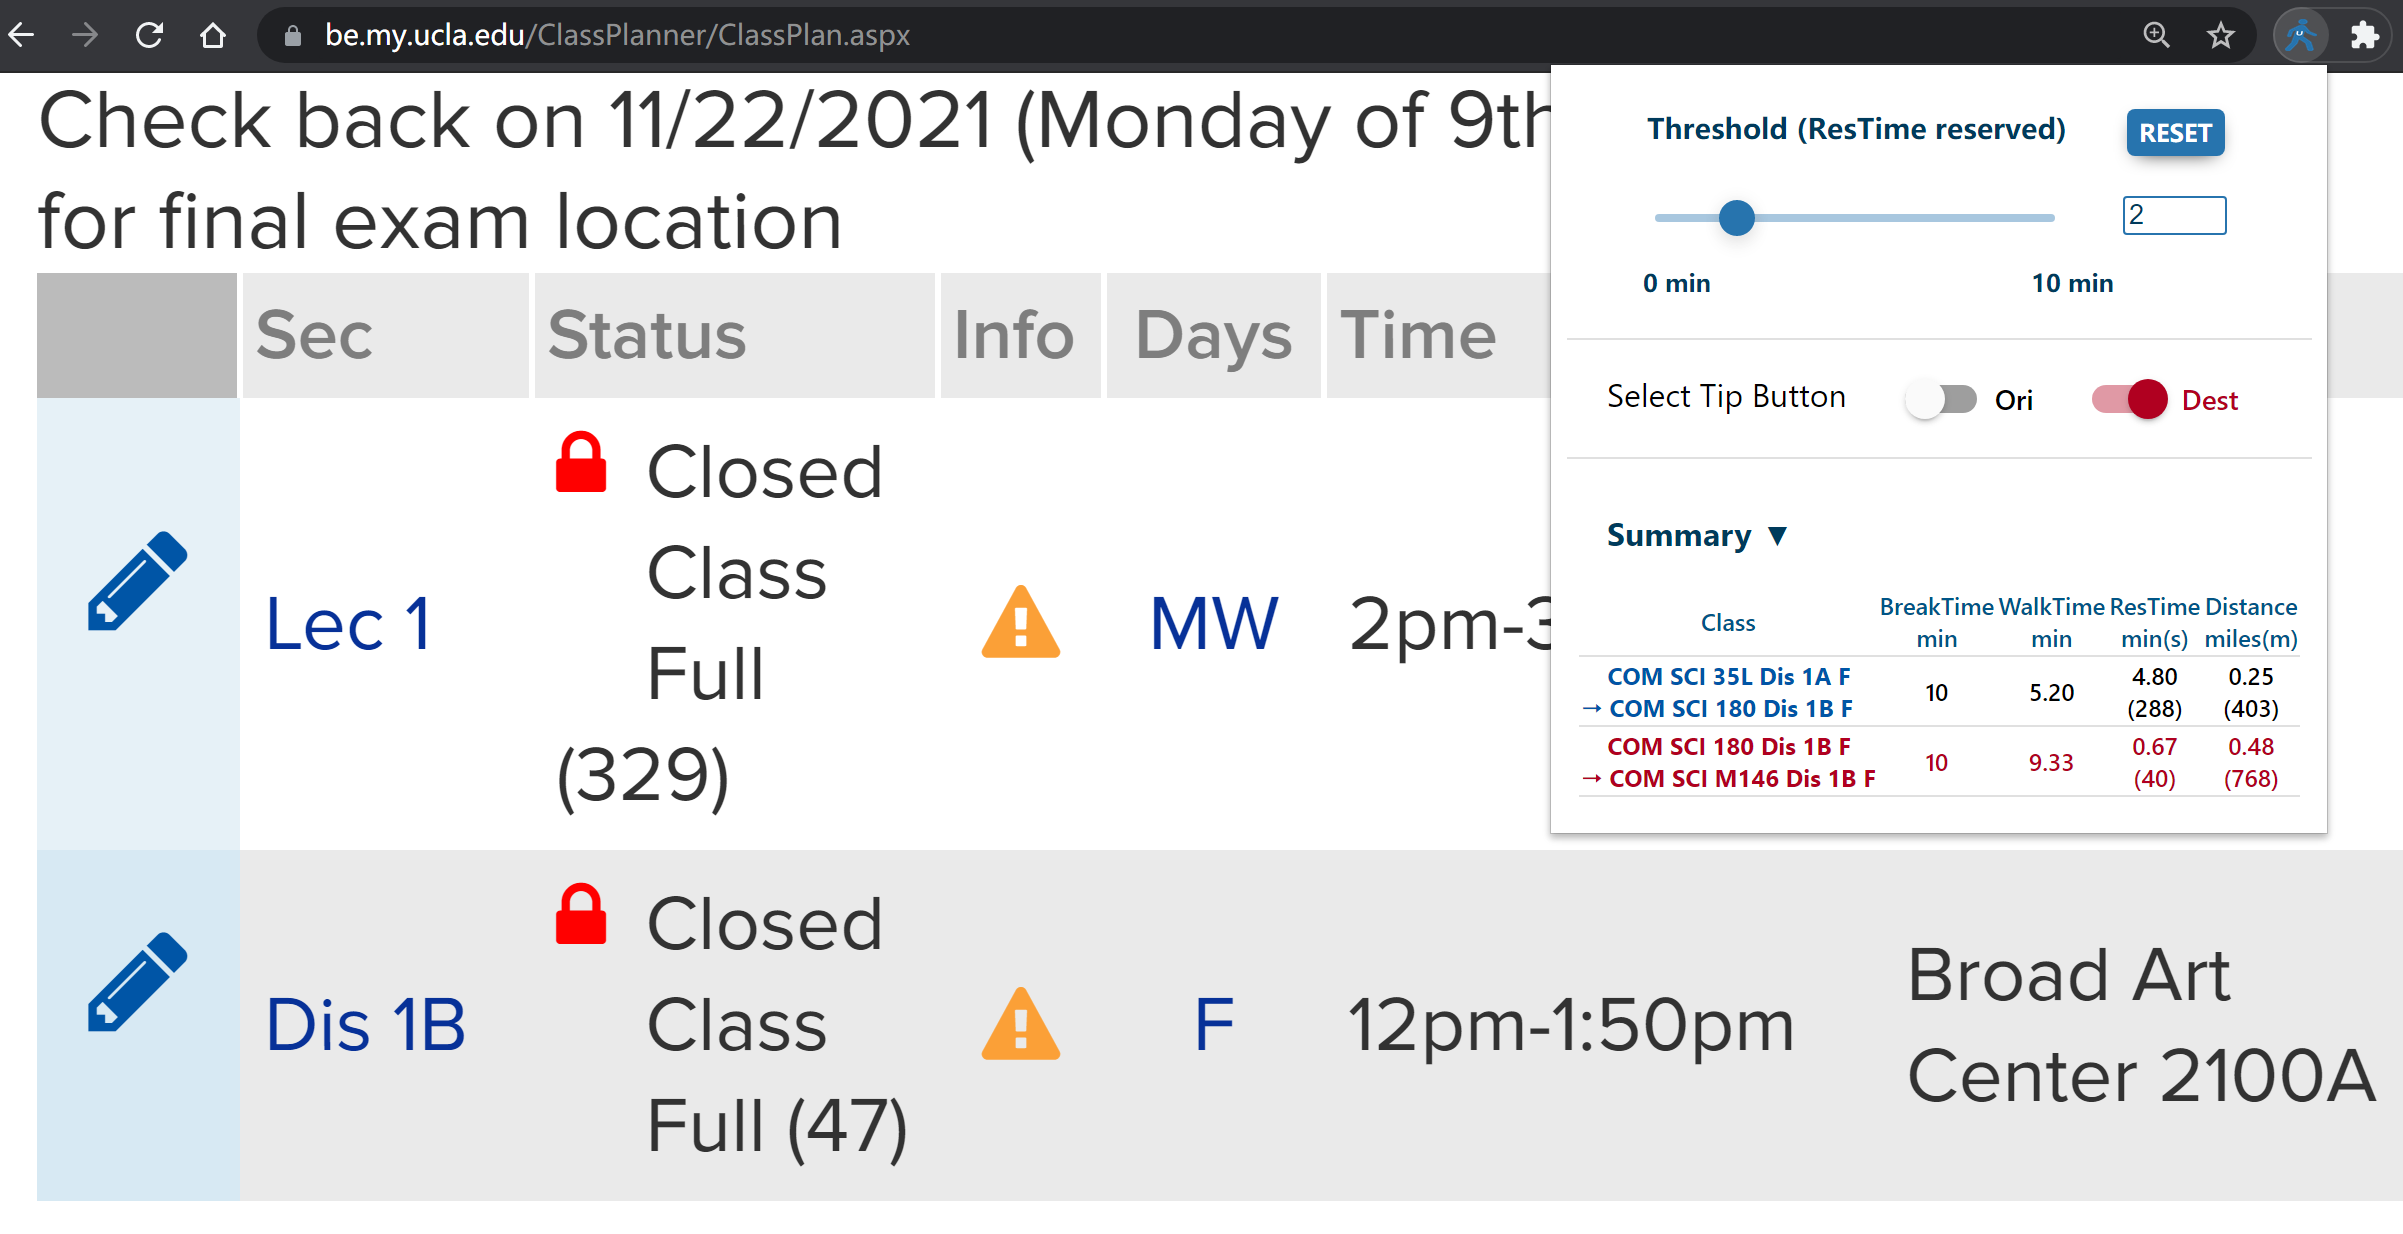 be.my.ucla.edu/ClassPlanner/ClassPlan.aspx
Check back on 11/22/2021 (Monday of 9th
for final exam location
Sec Status Info Days Time
Closed
Class
Lec 1 MW 2pm-3
Full
(329)
Closed
Class
Dis 1B F 12pm-1:50pm
Full (47)
Broad Art
Center 2100A
Threshold (ResTime reserved) RESET
2
0 min 10 min
Select Tip Button Ori Dest
Summary ▼
Class BreakTime WalkTime ResTime Distance
min min min(s) miles(m)
COM SCI 35L Dis 1A F 10 5.20 4.80 0.25
→ COM SCI 180 Dis 1B F (288) (403)
COM SCI 180 Dis 1B F 10 9.33 0.67 0.48
→ COM SCI M146 Dis 1B F (40) (768)